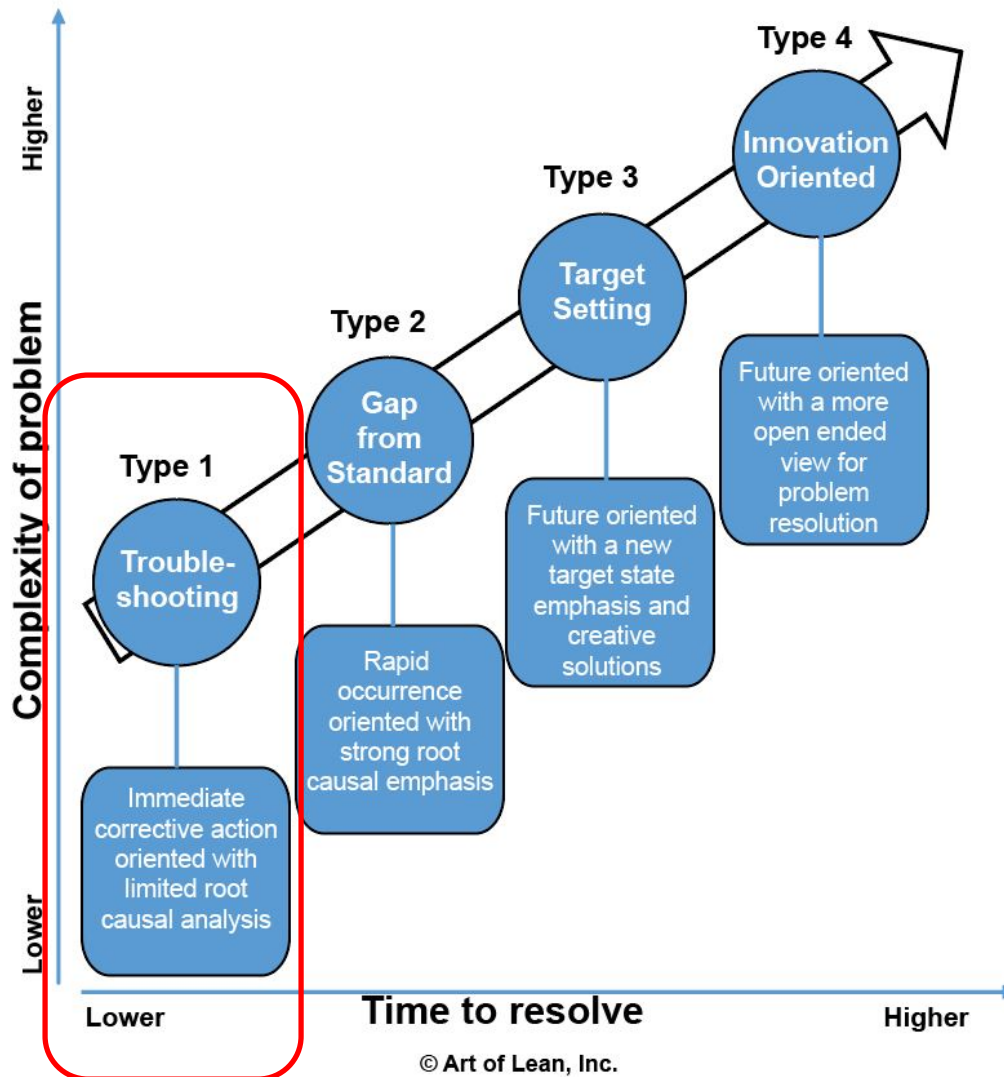 Type 4
Higher
Innovation
Oriented
Type 3
Target
Setting
Type 2
Gap
from
Standard
Future oriented
with a more
open ended
view for
problem
resolution
Complexity of problem
Type 1
Trouble-
shooting
Future oriented
with a new
target state
emphasis and
creative
solutions
Rapid
occurrence
oriented with
strong root
causal emphasis
Immediate
corrective action
oriented with
limited root
causal analysis
Lower
Lower
Time to resolve
Higher
© Art of Lean, Inc.